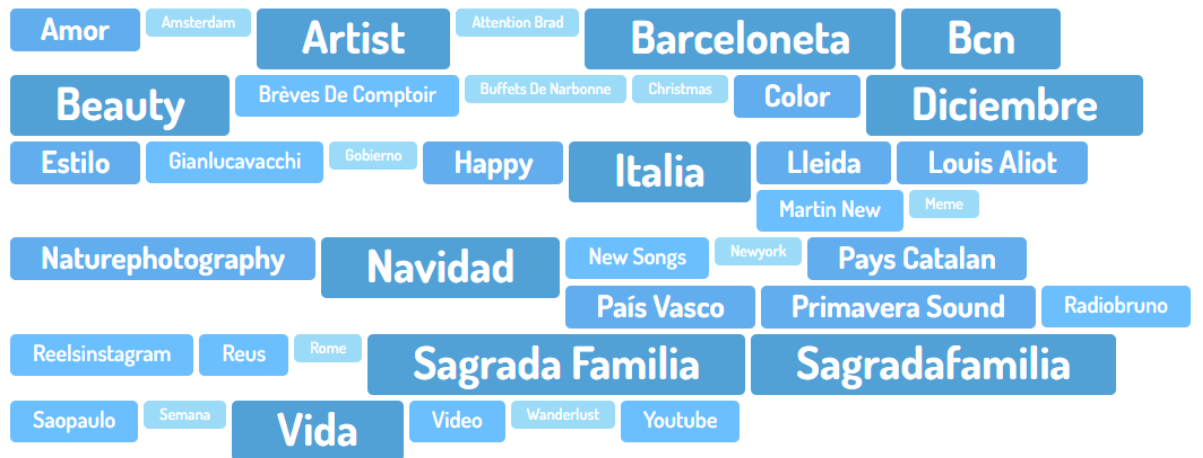 Amor Amsterdam Artist Attention Brad Barceloneta Bcn
Beauty Brèves De Comptoir Buffets De Narbonne Christmas Color Diciembre
Estilo Gianlucavacchi Gobierno Happy Italia Lleida Louis Aliot
Martin New Meme
Naturephotography Navidad New Songs Newyork Pays Catalan
País Vasco Primavera Sound Radiobruno
Reelsinstagram Reus Rome Sagrada Familia Sagradafamilia
Saopaulo Semana Vida Video Wanderlust Youtube